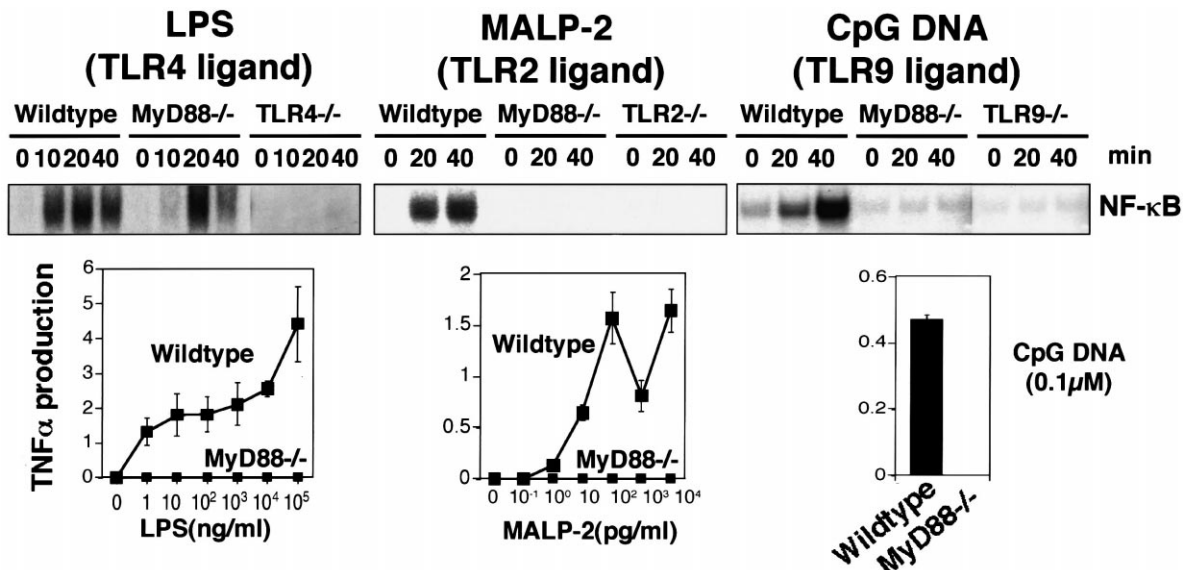 LPS
(TLR4 ligand)
MALP-2
(TLR2 ligand)
CpG DNA
(TLR9 ligand)
Wildtype MyD88-/- TLR4-/-
Wildtype MyD88-/- TLR2-/-
Wildtype MyD88-/- TLR9-/-
0 10 20 40 0 10 20 40 0 10 20 40
0 20 40 0 20 40 0 20 40
0 20 40 0 20 40 0 20 40 min
NF-κB
TNFα production
6
5
4
3
2
1
0
Wildtype
MyD88-/-
0 1 10 10² 10³ 10⁴ 10⁵
LPS(ng/ml)
2
1.5
1
0.5
0
Wildtype
MyD88-/-
0 10⁻¹ 10⁰ 10 10² 10³ 10⁴
MALP-2(pg/ml)
0.6
0.4
0.2
0
Wildtype
MyD88-/-
CpG DNA
(0.1μM)